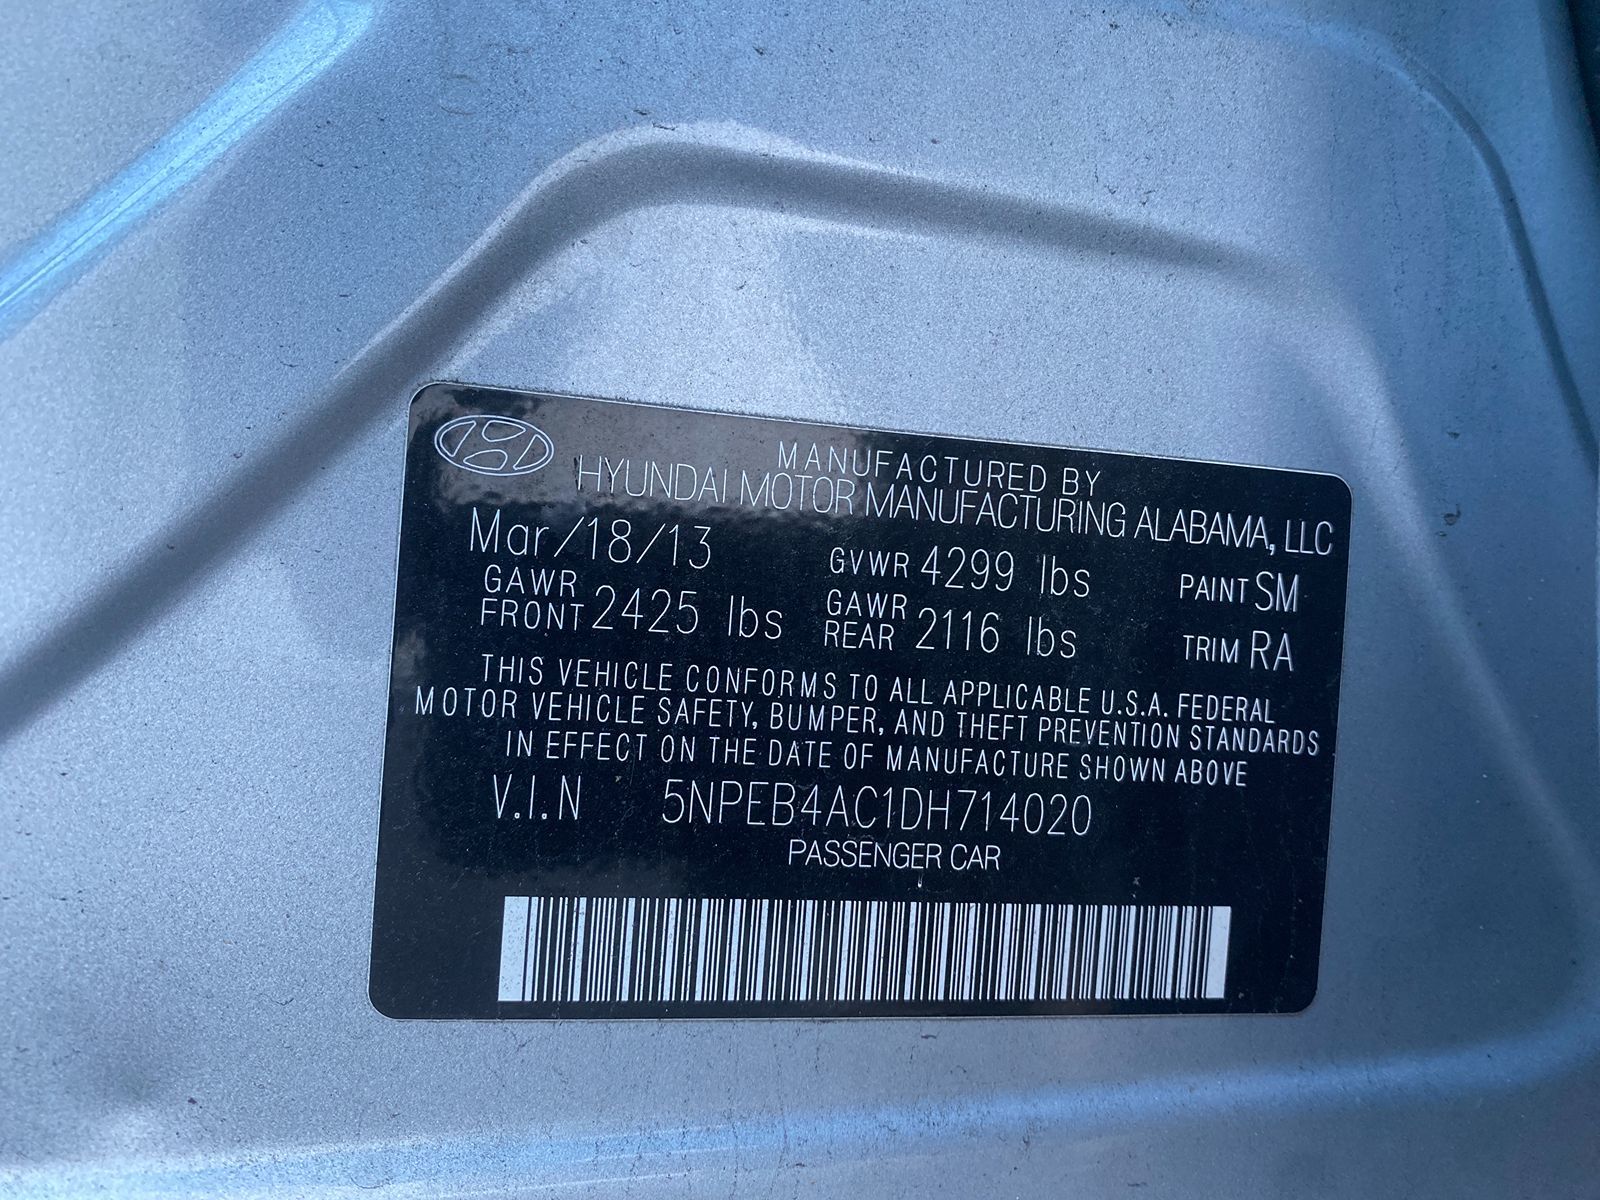 MANUFACTURED BY
HYUNDAI MOTOR MANUFACTURING ALABAMA, LLC
Mar/18/13 GVWR 4299 lbs PAINT SM
GAWR FRONT 2425 lbs GAWR REAR 2116 lbs TRIM RA
THIS VEHICLE CONFORMS TO ALL APPLICABLE U.S.A. FEDERAL
MOTOR VEHICLE SAFETY, BUMPER, AND THEFT PREVENTION STANDARDS
IN EFFECT ON THE DATE OF MANUFACTURE SHOWN ABOVE
V.I.N 5NPEB4AC1DH714020
PASSENGER CAR